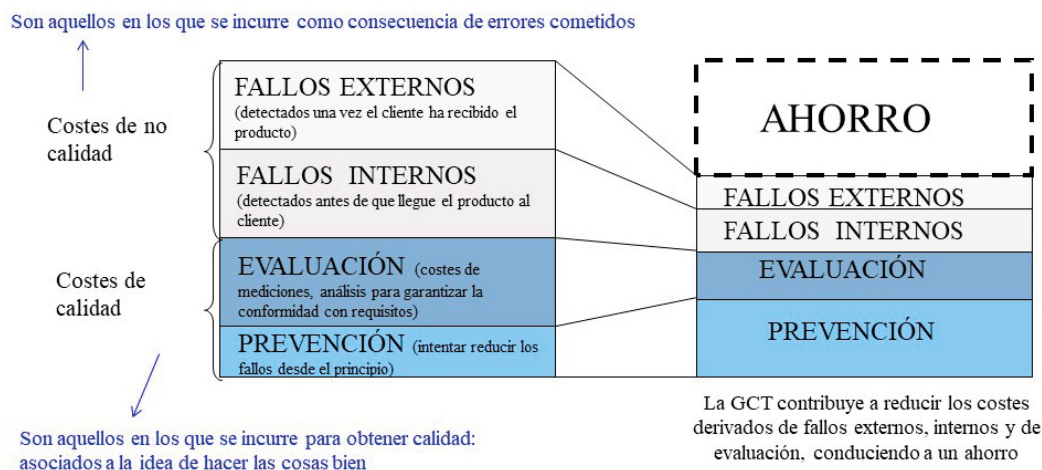 Son aquellos en los que se incurre como consecuencia de errores cometidos
Costes de no
calidad
FALLOS EXTERNOS
(detectados una vez el cliente ha recibido el
producto)
FALLOS INTERNOS
(detectados antes de que llegue el producto al
cliente)
Costes de
calidad
EVALUACIÓN (costes de
mediciones, análisis para garantizar la
conformidad con requisitos)
PREVENCIÓN (intentar reducir los
fallos desde el principio)
Son aquellos en los que se incurre para obtener calidad:
asociados a la idea de hacer las cosas bien
AHORRO
FALLOS EXTERNOS
FALLOS INTERNOS
EVALUACIÓN
PREVENCIÓN
La GCT contribuye a reducir los costes
derivados de fallos externos, internos y de
evaluación, conduciendo a un ahorro